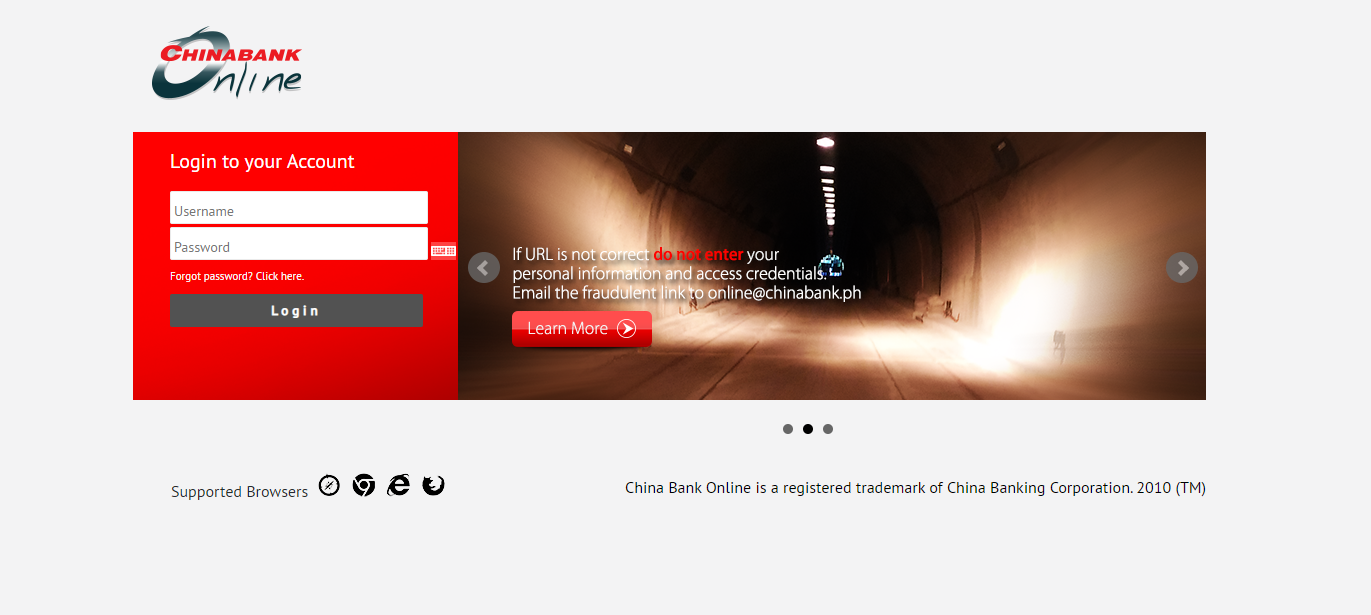 CHINABANK
Online
Login to your Account
Username
Password
Forgot password? Click here.
Login
If URL is not correct do not enter your
personal information and access credentials.
Email the fraudulent link to online@chinabank.ph
Learn More
Supported Browsers
China Bank Online is a registered trademark of China Banking Corporation. 2010 (TM)